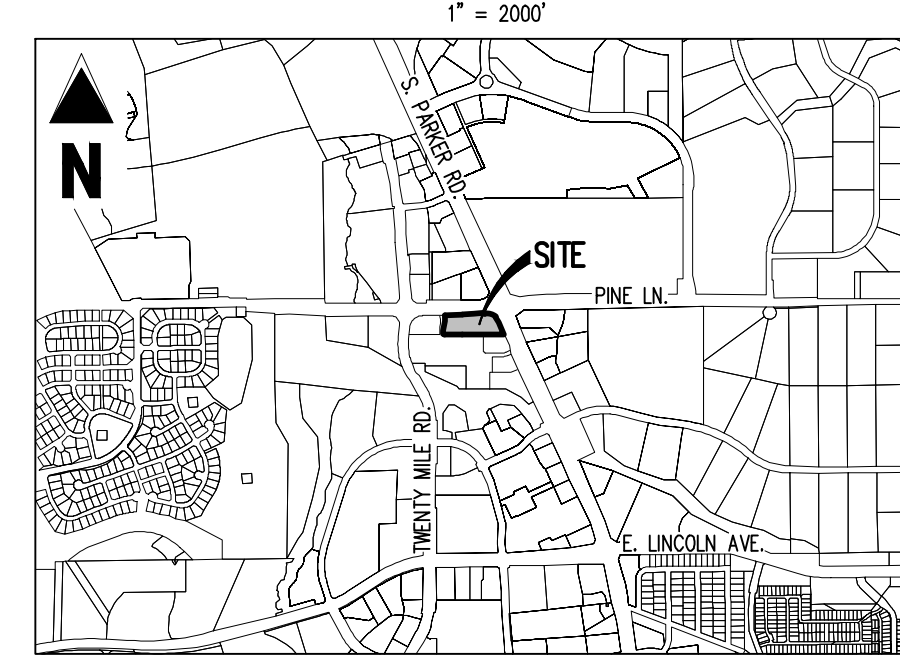 1" = 2000'
S. PARKER RD.
N
SITE
PINE LN.
TWENTY MILE RD.
E. LINCOLN AVE.